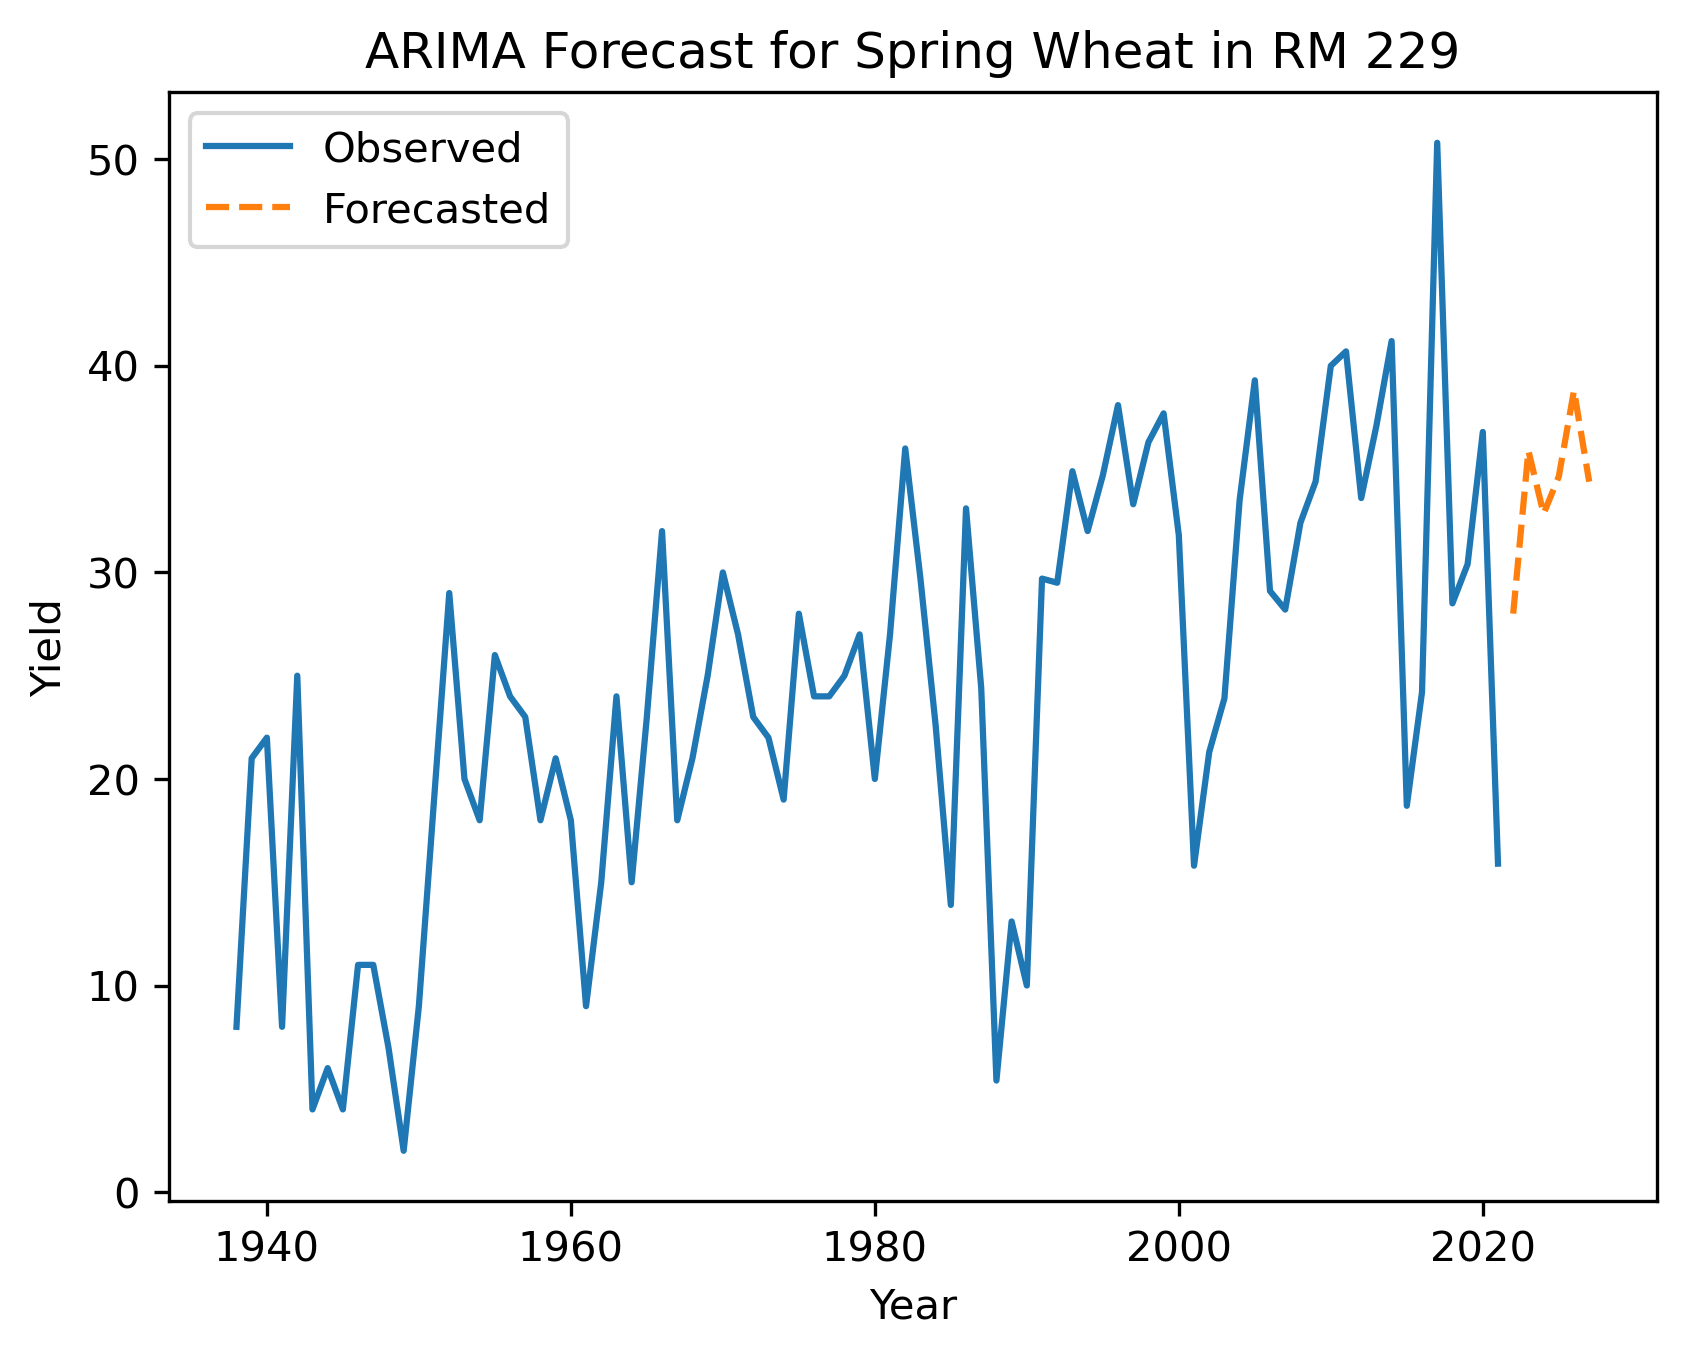 ARIMA Forecast for Spring Wheat in RM 229
Observed
Forecasted
50
40
30
20
10
0
Yield
1940 1960 1980 2000 2020
Year